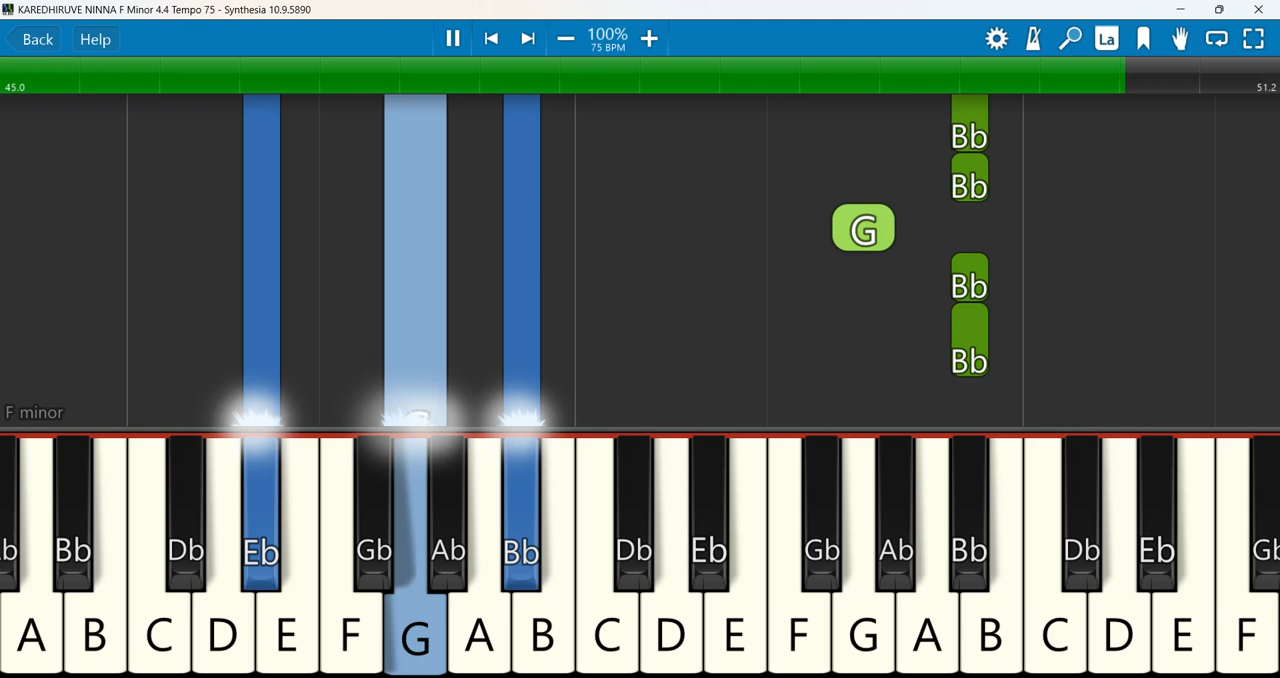 KAREDHIRUVE NINNA F Minor 4.4 Tempo 75 - Synthesia 10.9.5890
Back Help 100% La
75 BPM
45.0 51.2
Bb
Bb
G
Bb
Bb
F minor
b Bb Db Eb Gb Ab Bb Db Eb Gb Ab Bb Db Eb Gb
A B C D E F G A B C D E F G A B C D E F